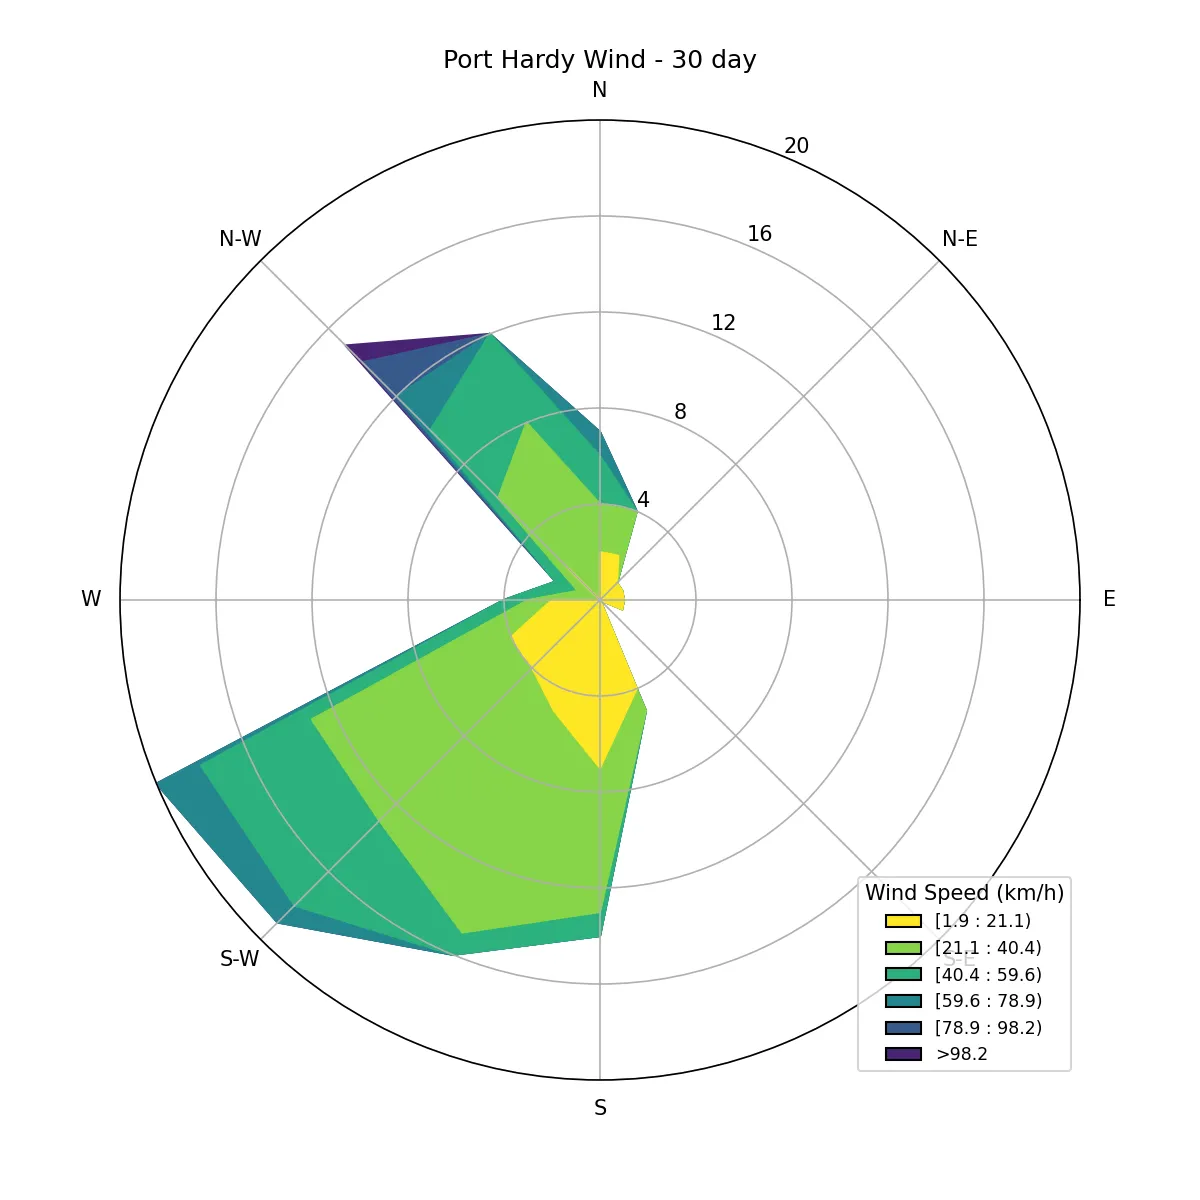 Port Hardy Wind - 30 day
N
20
N-W
N-E
16
12
8
4
W
E
Wind Speed (km/h)
[1.9 : 21.1)
[21.1 : 40.4)
[40.4 : 59.6)
[59.6 : 78.9)
[78.9 : 98.2)
>98.2
S-W
S-E
S